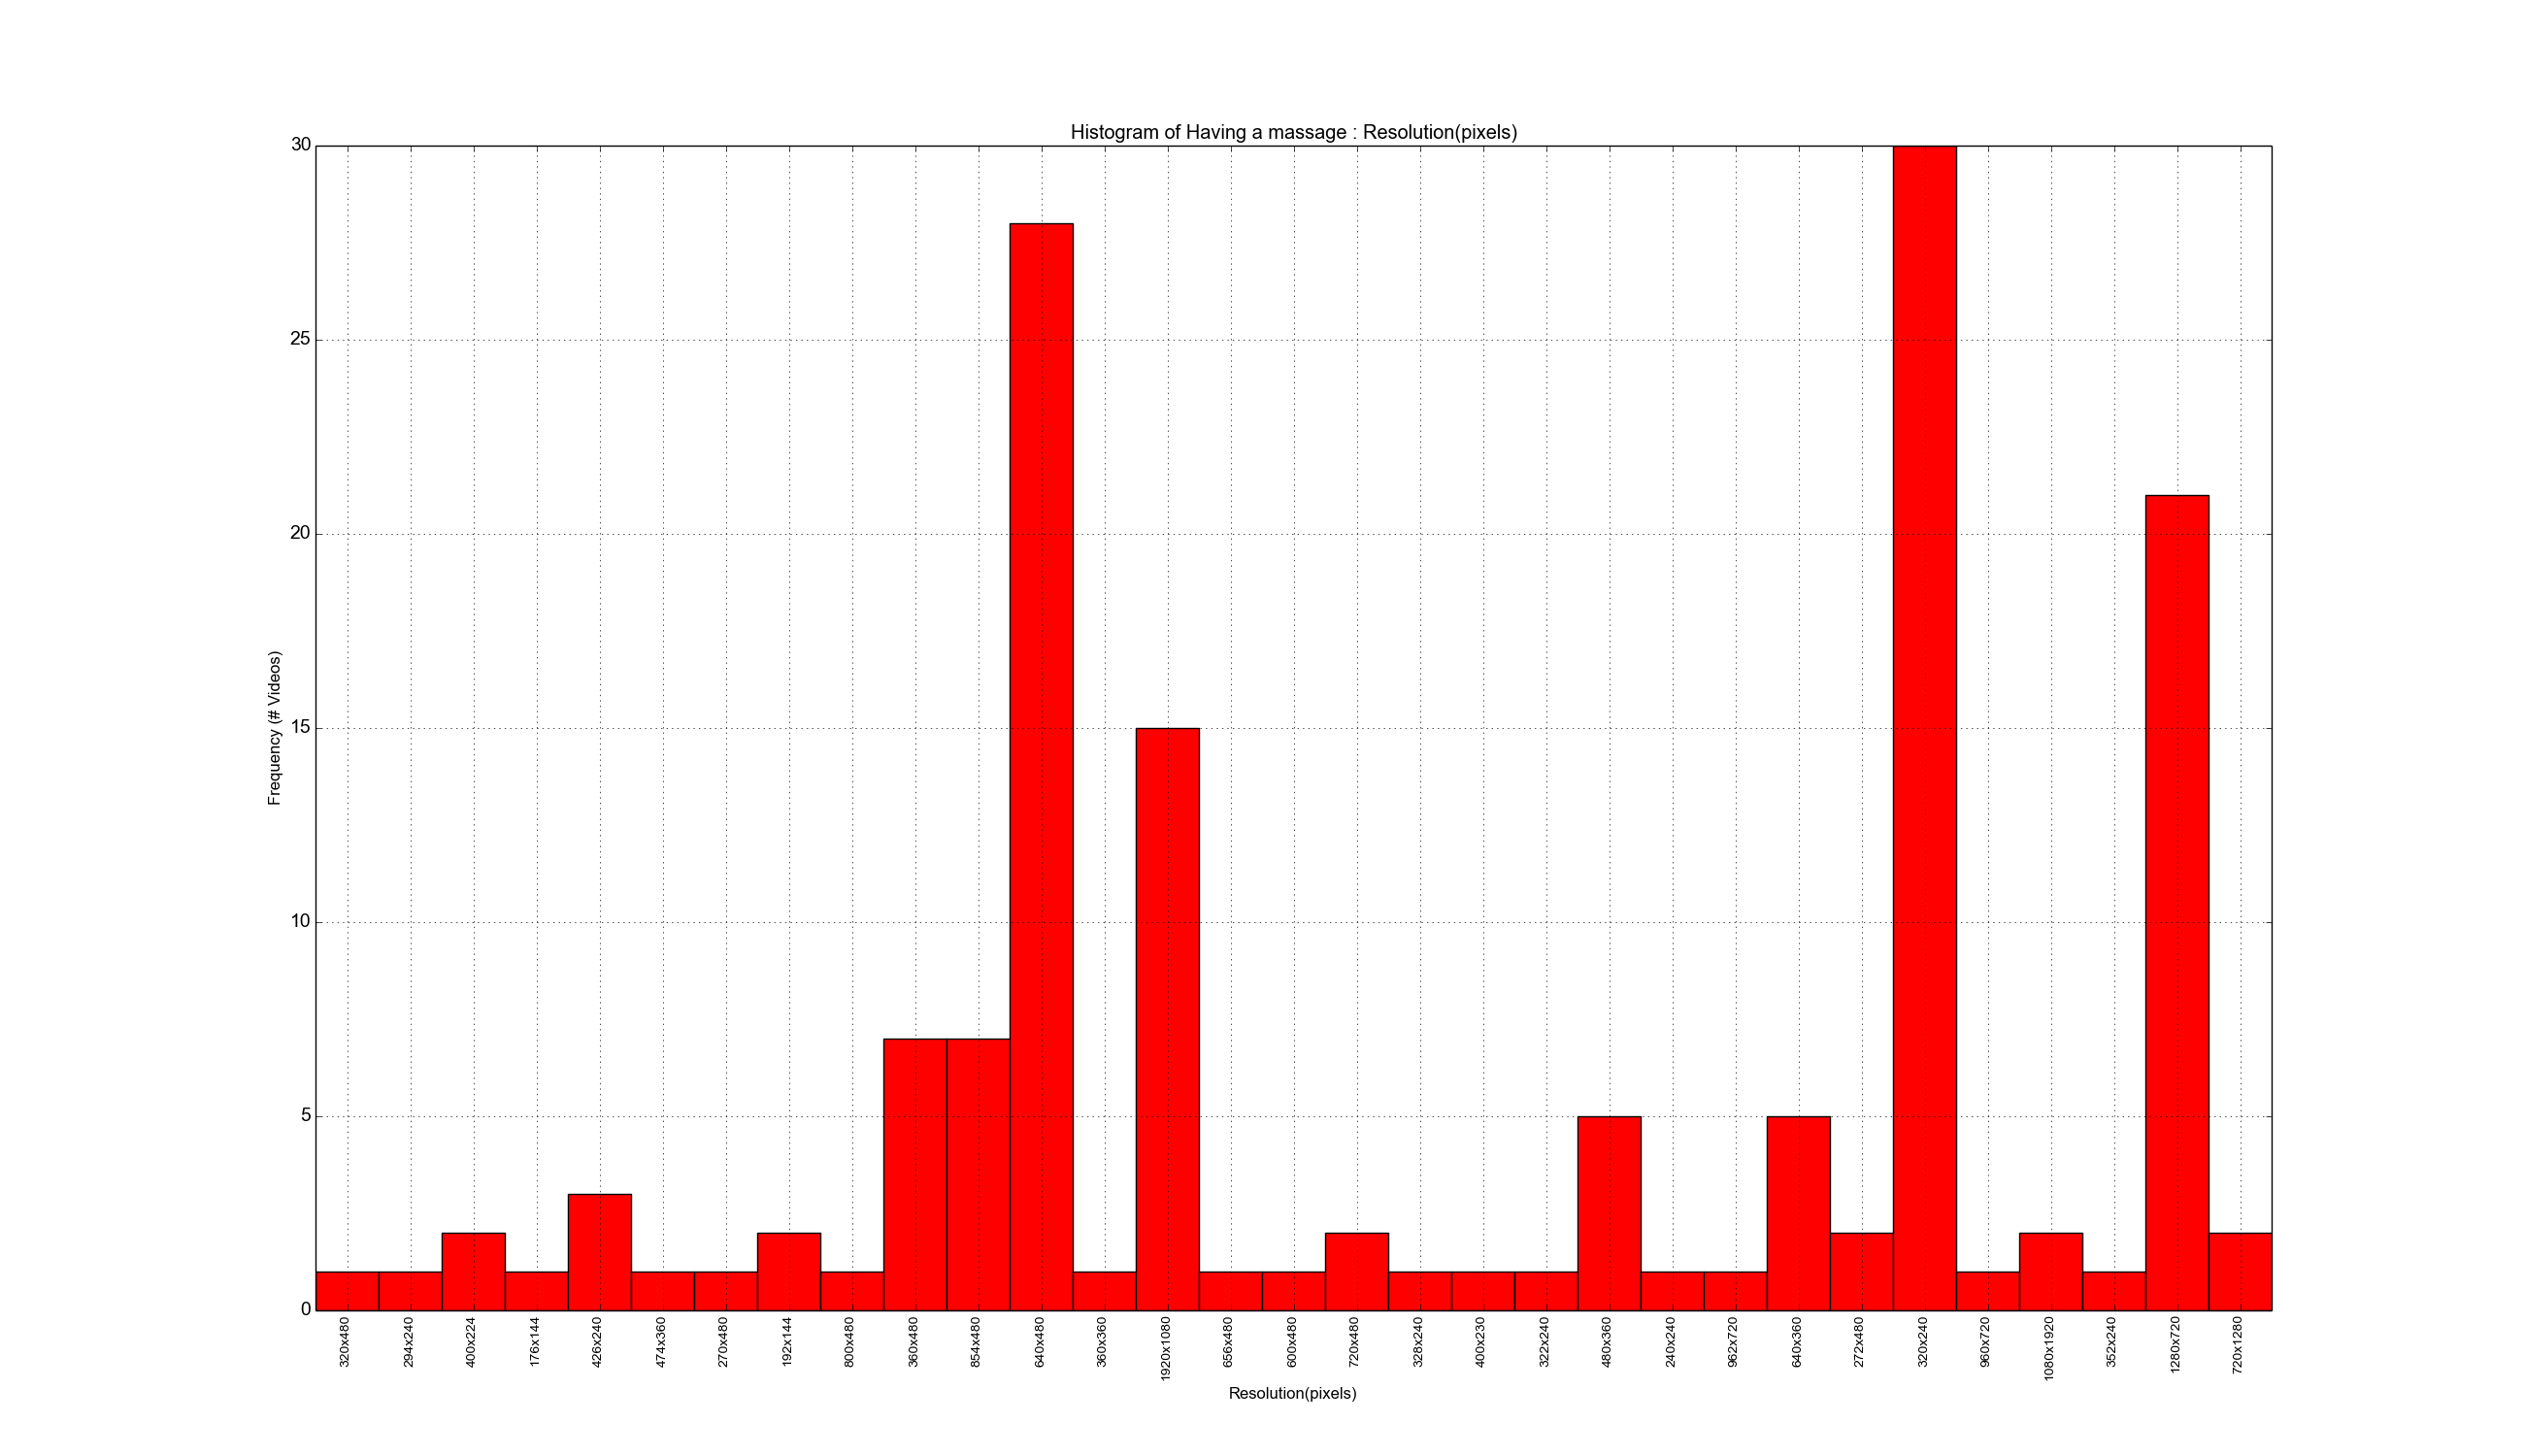 Histogram of Having a massage : Resolution(pixels)
30
25
20
15
10
5
0
Frequency (# Videos)
320x480
294x240
400x224
176x144
426x240
474x360
270x480
192x144
800x480
360x480
854x480
640x480
360x360
1920x1080
656x480
600x480
720x480
328x240
400x230
322x240
480x360
240x240
962x720
640x360
272x480
320x240
960x720
1080x1920
352x240
1280x720
720x1280
Resolution(pixels)